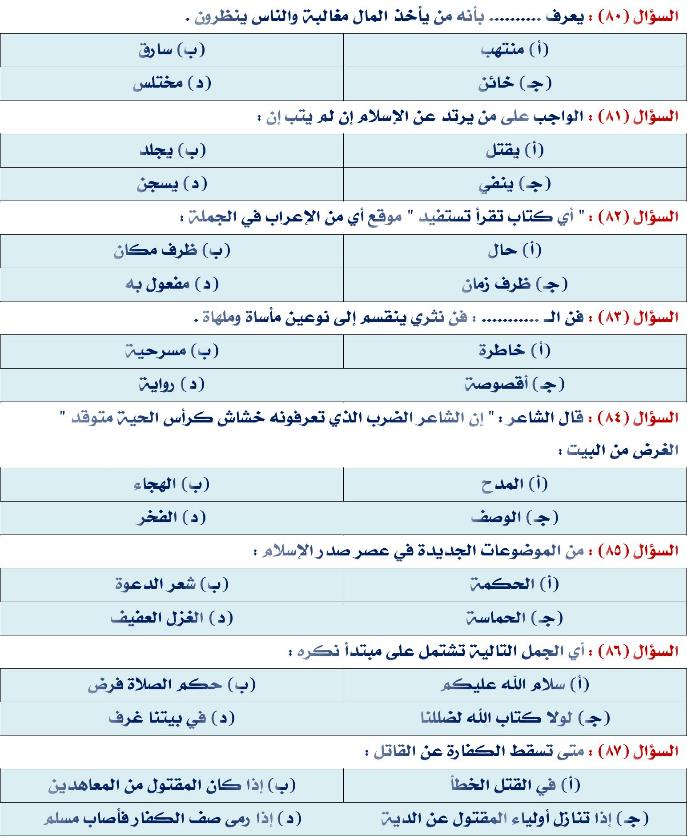 السؤال (٨٠) : يعرف .......... بأنه من يأخذ المال مغالبة والناس ينظرون .
(أ) منتهب (ب) سارق
(جـ) خائن (د) مختلس
السؤال (٨١) : الواجب على من يرتد عن الإسلام إن لم يتب إن :
(أ) يقتل (ب) يجلد
(جـ) ينفي (د) يسجن
السؤال (٨٢) : " أي كتاب تقرأ تستفيد " موقع أي من الإعراب في الجملة :
(أ) حال (ب) ظرف مكان
(جـ) ظرف زمان (د) مفعول به
السؤال (٨٣) : فن الـ ........... : فن نثري ينقسم إلى نوعين مأساة وملهاة .
(أ) خاطرة (ب) مسرحية
(جـ) أقصوصة (د) رواية
السؤال (٨٤) : قال الشاعر : " إن الشاعر الضرب الذي تعرفونه خشاش كرأس الحية متوقد "
الغرض من البيت :
(أ) المدح (ب) الهجاء
(جـ) الوصف (د) الفخر
السؤال (٨٥) : من الموضوعات الجديدة في عصر صدر الإسلام :
(أ) الحكمة (ب) شعر الدعوة
(جـ) الحماسة (د) الغزل العفيف
السؤال (٨٦) : أي الجمل التالية تشتمل على مبتدأ نكره :
(أ) سلام الله عليكم (ب) حكم الصلاة فرض
(جـ) لولا كتاب الله لضللنا (د) في بيتنا غرف
السؤال (٨٧) : متى تسقط الكفارة عن القاتل :
(أ) في القتل الخطأ (ب) إذا كان المقتول من المعاهدين
(جـ) إذا تنازل أولياء المقتول عن الدية (د) إذا رمى صف الكفار فأصاب مسلم